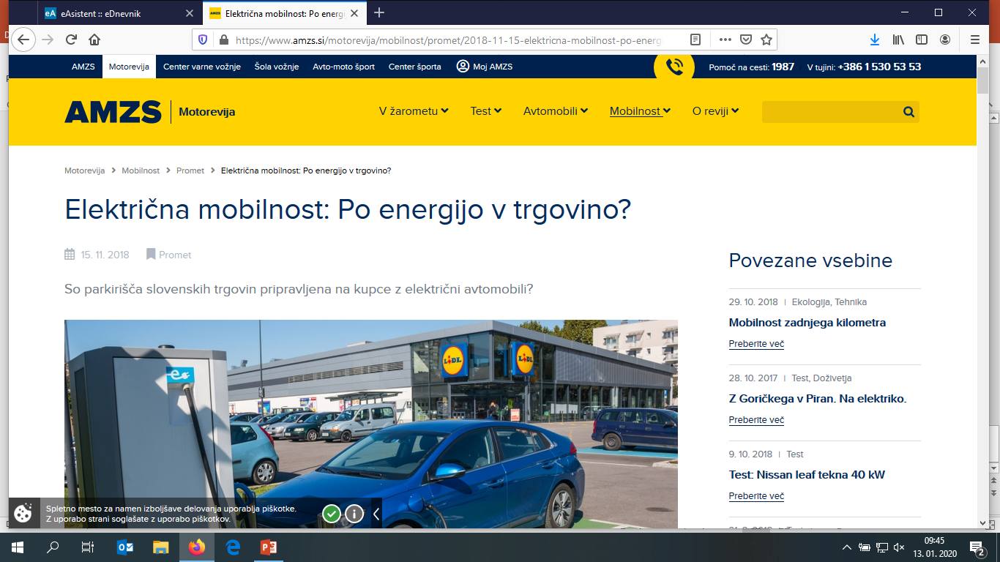 eA eAsistent :: eDnevnik
AMZS Električna mobilnost: Po energi
https://www.amzs.si/motorevija/mobilnost/promet/2018-11-15-elektricna-mobilnost-po-energ
AMZS Motorevija Center varne vožnje Šola vožnje Avto-moto šport Center športa Moj AMZS Pomoč na cesti: 1987 V tujini: +386 1 530 53 53
AMZS Motorevija V žarometu Test Avtomobili Mobilnost O reviji
Motorevija > Mobilnost > Promet > Električna mobilnost: Po energijo v trgovino?
Električna mobilnost: Po energijo v trgovino?
15. 11. 2018 Promet
So parkirišča slovenskih trgovin pripravljena na kupce z električni avtomobili?
e
LIDL LIDL
Povezane vsebine
29. 10. 2018 | Ekologija, Tehnika
Mobilnost zadnjega kilometra
Preberite več
28. 10. 2017 | Test, Doživetja
Z Goričkega v Piran. Na elektriko.
Preberite več
9. 10. 2018 | Test
Test: Nissan leaf tekna 40 kW
Preberite več
Spletno mesto za namen izboljšave delovanja uporablja piškotke.
Z uporabo strani soglašate z uporabo piškotkov.
09:45
13. 01. 2020
2